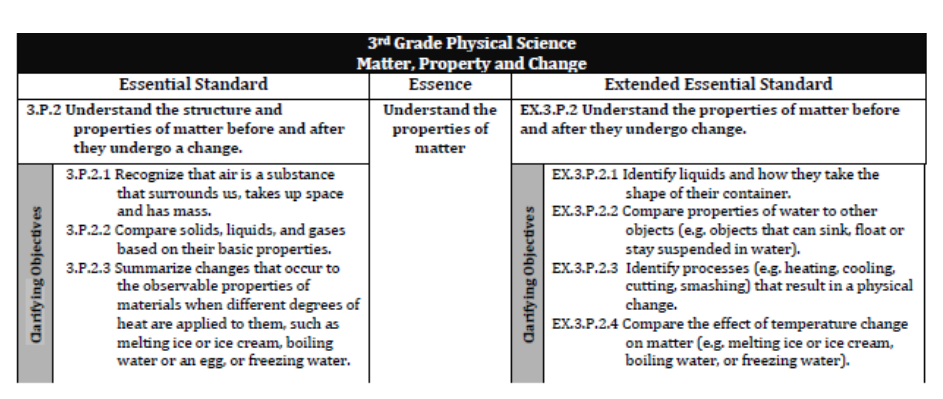 3rd Grade Physical Science
Matter, Property and Change
Essential Standard
Essence
Extended Essential Standard
3.P.2 Understand the structure and
properties of matter before and after
they undergo a change.
Understand the
properties of
matter
EX.3.P.2 Understand the properties of matter before
and after they undergo change.
Clarifying Objectives
3.P.2.1 Recognize that air is a substance
that surrounds us, takes up space
and has mass.
3.P.2.2 Compare solids, liquids, and gases
based on their basic properties.
3.P.2.3 Summarize changes that occur to
the observable properties of
materials when different degrees of
heat are applied to them, such as
melting ice or ice cream, boiling
water or an egg, or freezing water.
Clarifying Objectives
EX.3.P.2.1 Identify liquids and how they take the
shape of their container.
EX.3.P.2.2 Compare properties of water to other
objects (e.g. objects that can sink, float or
stay suspended in water).
EX.3.P.2.3 Identify processes (e.g. heating, cooling,
cutting, smashing) that result in a physical
change.
EX.3.P.2.4 Compare the effect of temperature change
on matter (e.g. melting ice or ice cream,
boiling water, or freezing water).